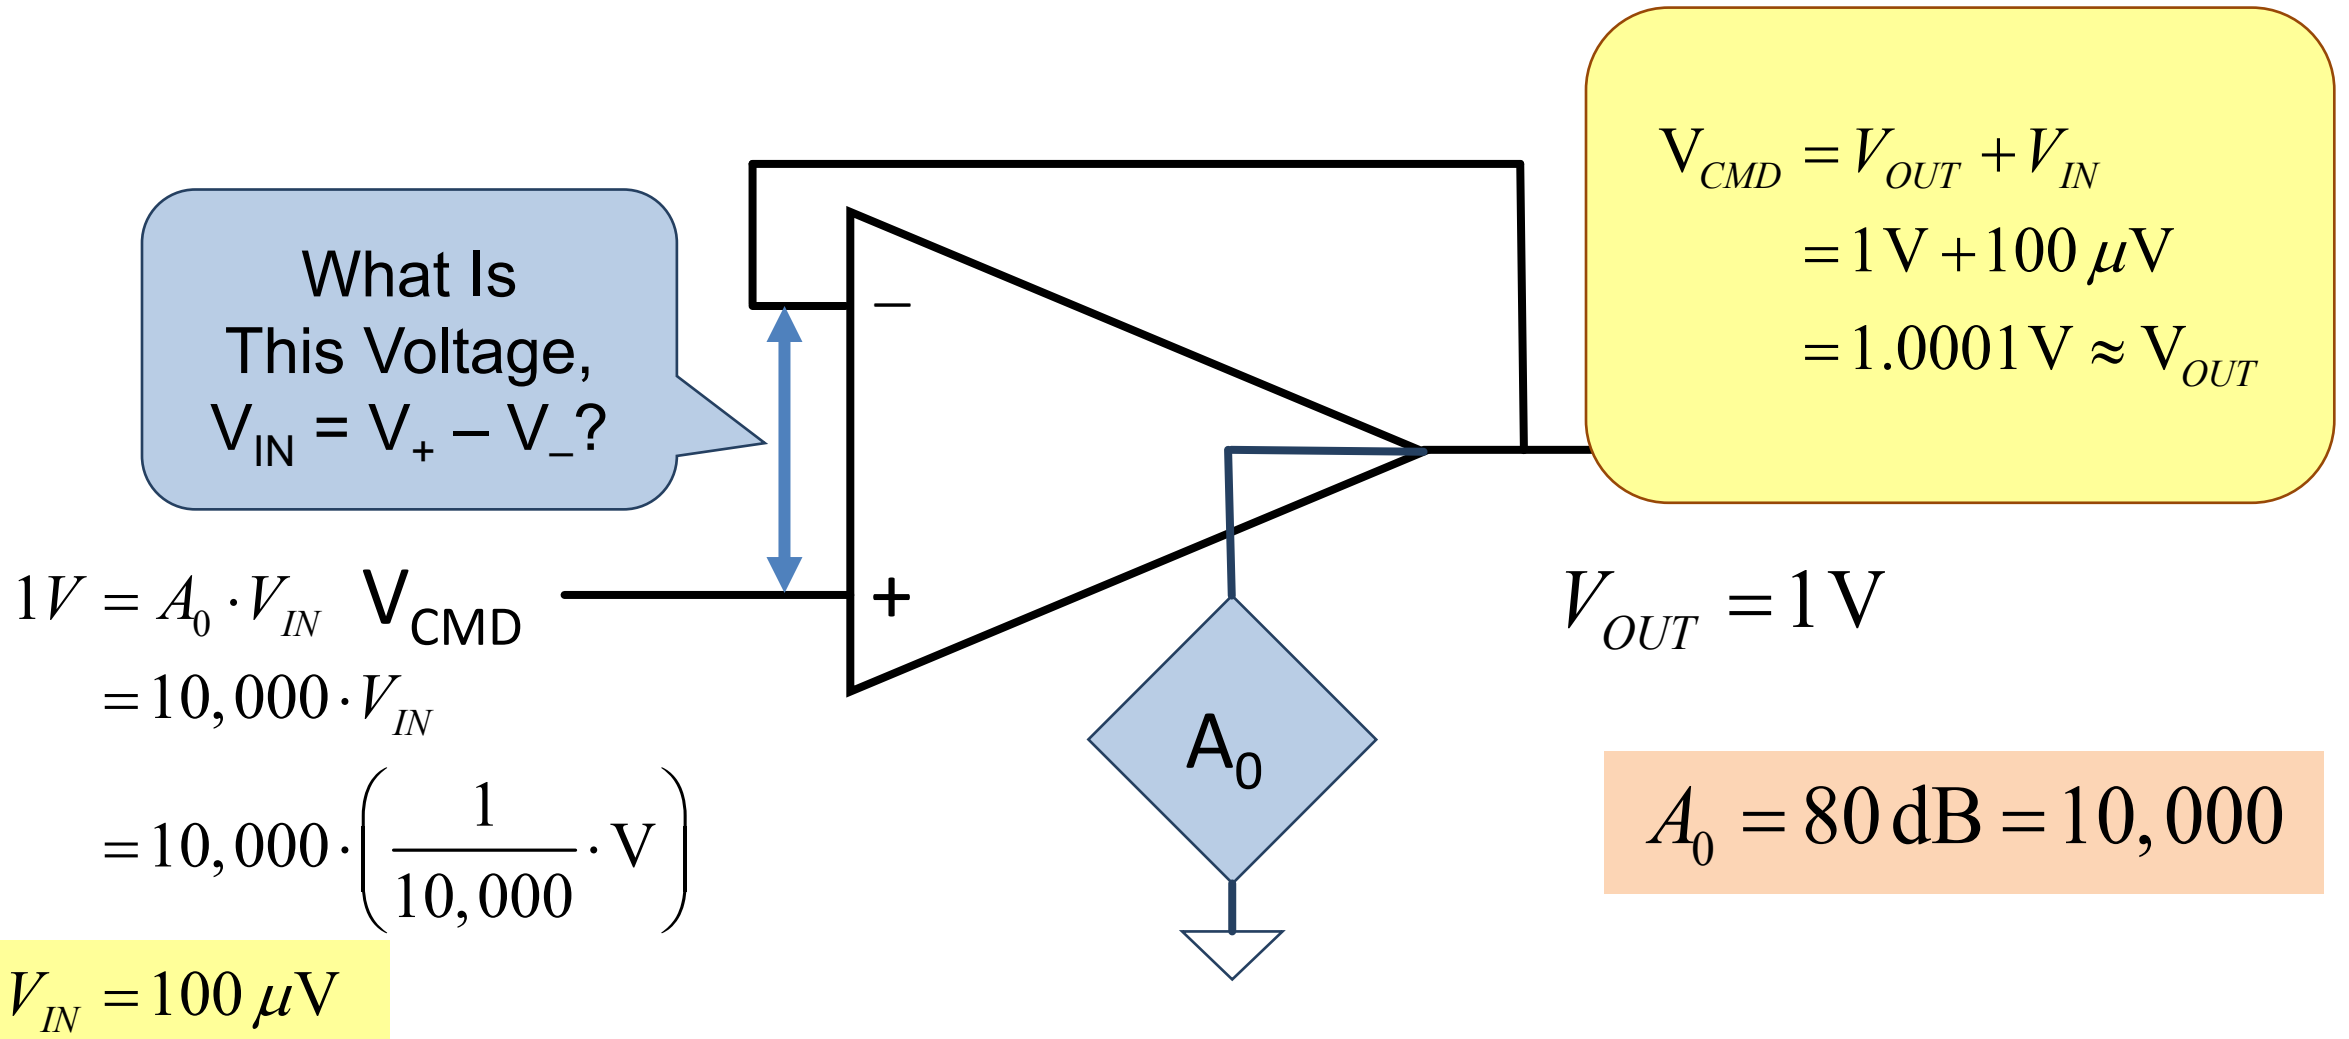 What Is
This Voltage,
V_IN = V_+ – V_–?
–
+
V_CMD
1V = A_0 · V_IN
= 10,000 · V_IN
= 10,000 · (1/10,000 · V)
V_IN = 100 μV
A_0
V_CMD = V_OUT + V_IN
= 1 V + 100 μV
= 1.0001 V ≈ V_OUT
V_OUT = 1 V
A_0 = 80 dB = 10,000